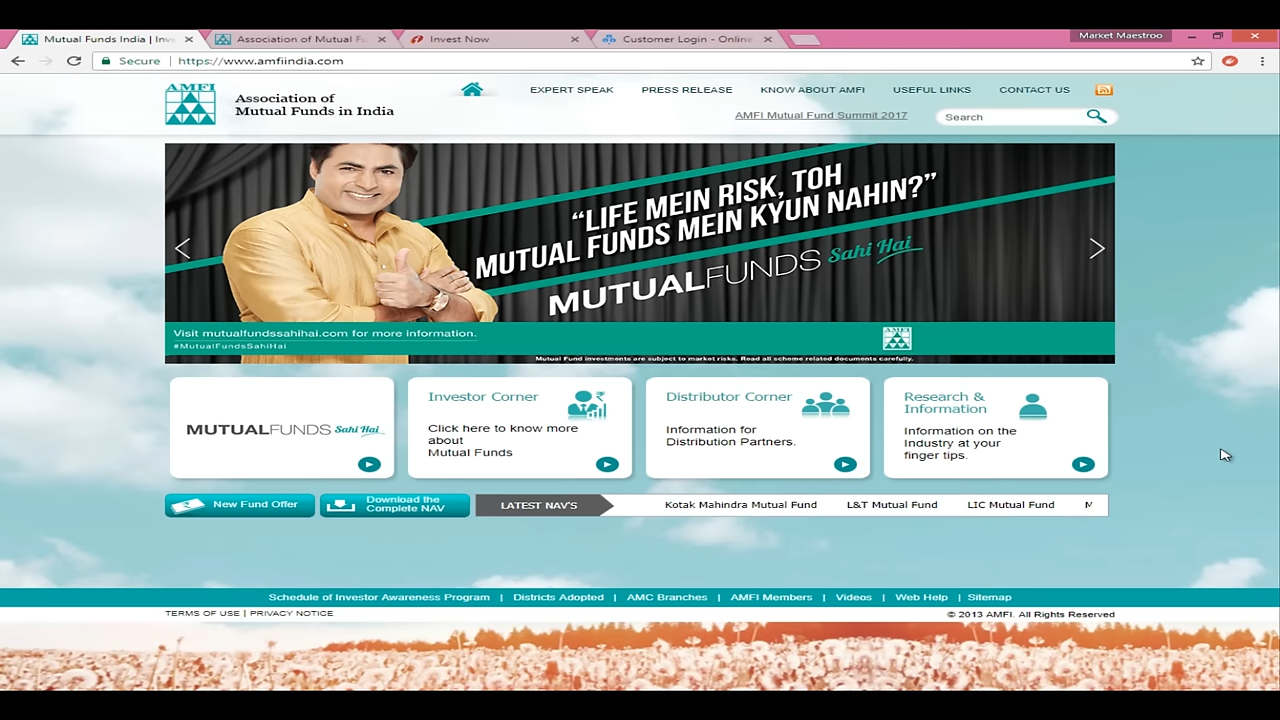 Mutual Funds India | Inv
Association of Mutual Fu
Invest Now
Customer Login - Online
Market Maestroo
Secure
https://www.amfiindia.com
AMFI
Association of
Mutual Funds in India
EXPERT SPEAK
PRESS RELEASE
KNOW ABOUT AMFI
USEFUL LINKS
CONTACT US
AMFI Mutual Fund Summit 2017
Search
“LIFE MEIN RISK, TOH
MUTUAL FUNDS MEIN KYUN NAHIN?”
MUTUALFUNDS Sahi Hai
Visit mutualfundssahihai.com for more information.
#MutualFundsSahiHai
AMFI
Mutual Fund investments are subject to market risks. Read all scheme related documents carefully.
MUTUALFUNDS Sahi Hai
Investor Corner
Click here to know more
about
Mutual Funds
Distributor Corner
Information for
Distribution Partners.
Research &
Information
Information on the
Industry at your
finger tips.
New Fund Offer
Download the
Complete NAV
LATEST NAV'S
Kotak Mahindra Mutual Fund
L&T Mutual Fund
LIC Mutual Fund
Schedule of Investor Awareness Program | Districts Adopted | AMC Branches | AMFI Members | Videos | Web Help | Sitemap
TERMS OF USE | PRIVACY NOTICE
© 2013 AMFI. All Rights Reserved